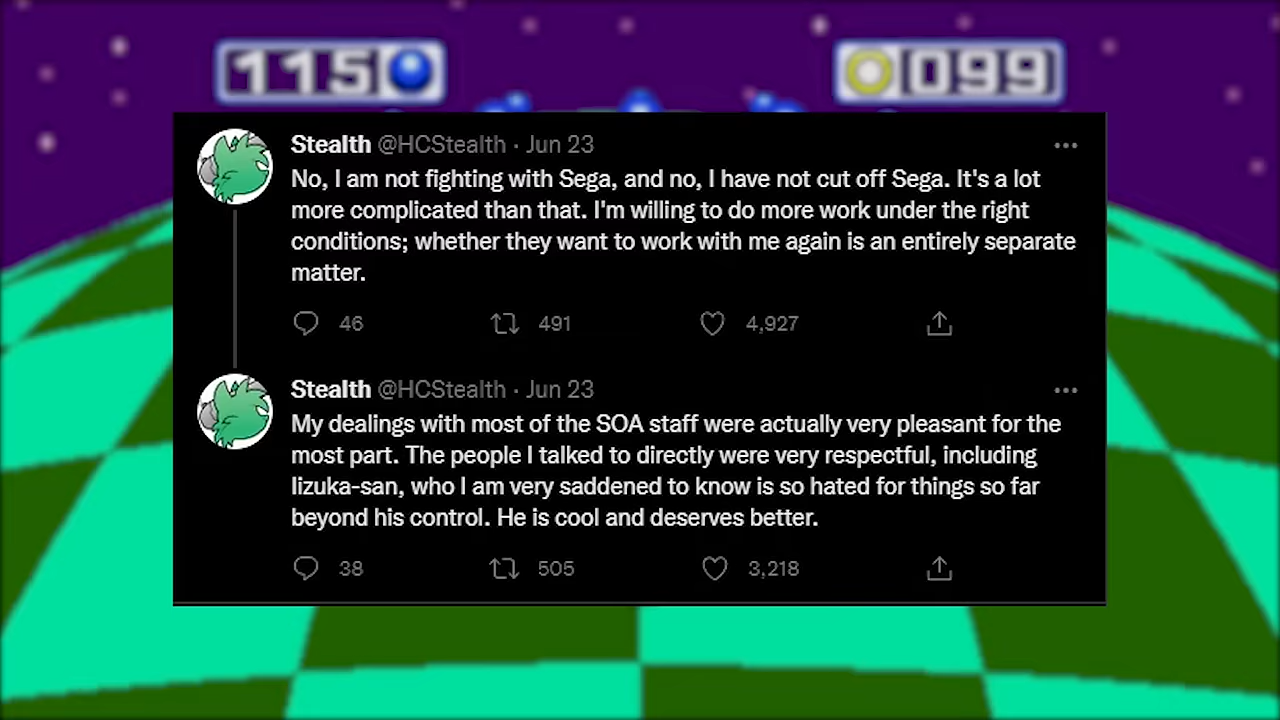 115
099
Stealth @HCStealth · Jun 23
No, I am not fighting with Sega, and no, I have not cut off Sega. It's a lot
more complicated than that. I'm willing to do more work under the right
conditions; whether they want to work with me again is an entirely separate
matter.
46 491 4,927
Stealth @HCStealth · Jun 23
My dealings with most of the SOA staff were actually very pleasant for the
most part. The people I talked to directly were very respectful, including
Iizuka-san, who I am very saddened to know is so hated for things so far
beyond his control. He is cool and deserves better.
38 505 3,218